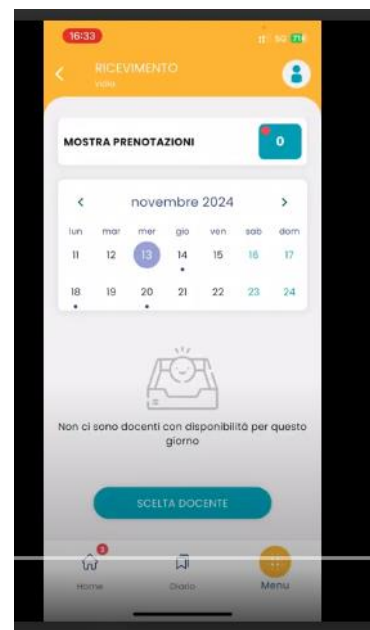 16:33
5G 71
RICEVIMENTO
MOSTRA PRENOTAZIONI
0
novembre 2024
lun mar mer gio ven sab dom
11 12 13 14 15 16 17
18 19 20 21 22 23 24
Non ci sono docenti con disponibilità per questo
giorno
SCELTA DOCENTE
3
Home Diario Menu